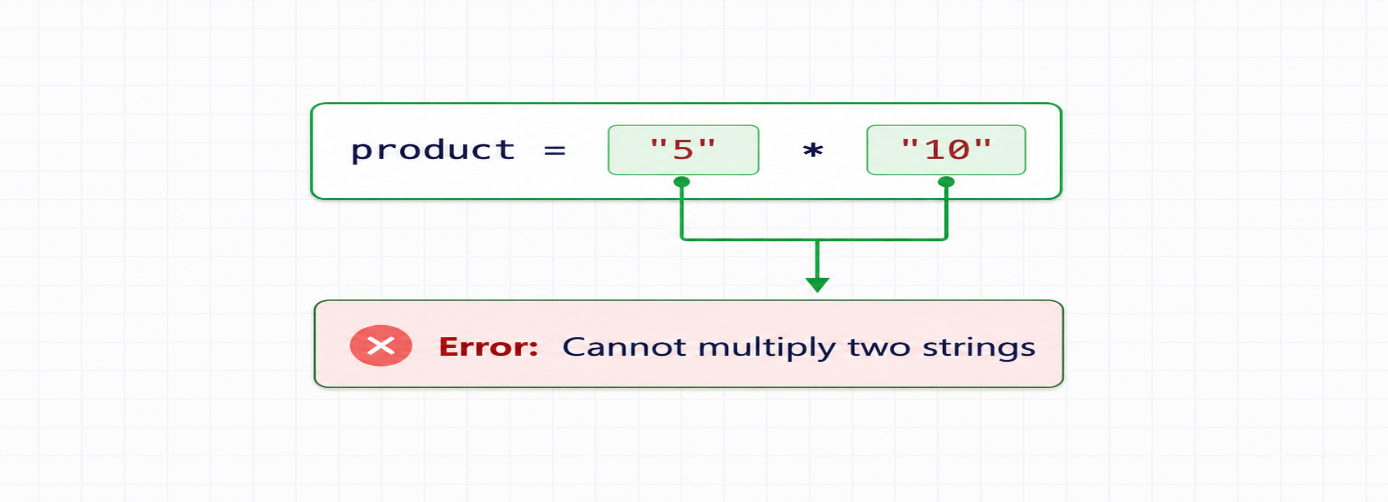 product = "5" * "10"
Error: Cannot multiply two strings